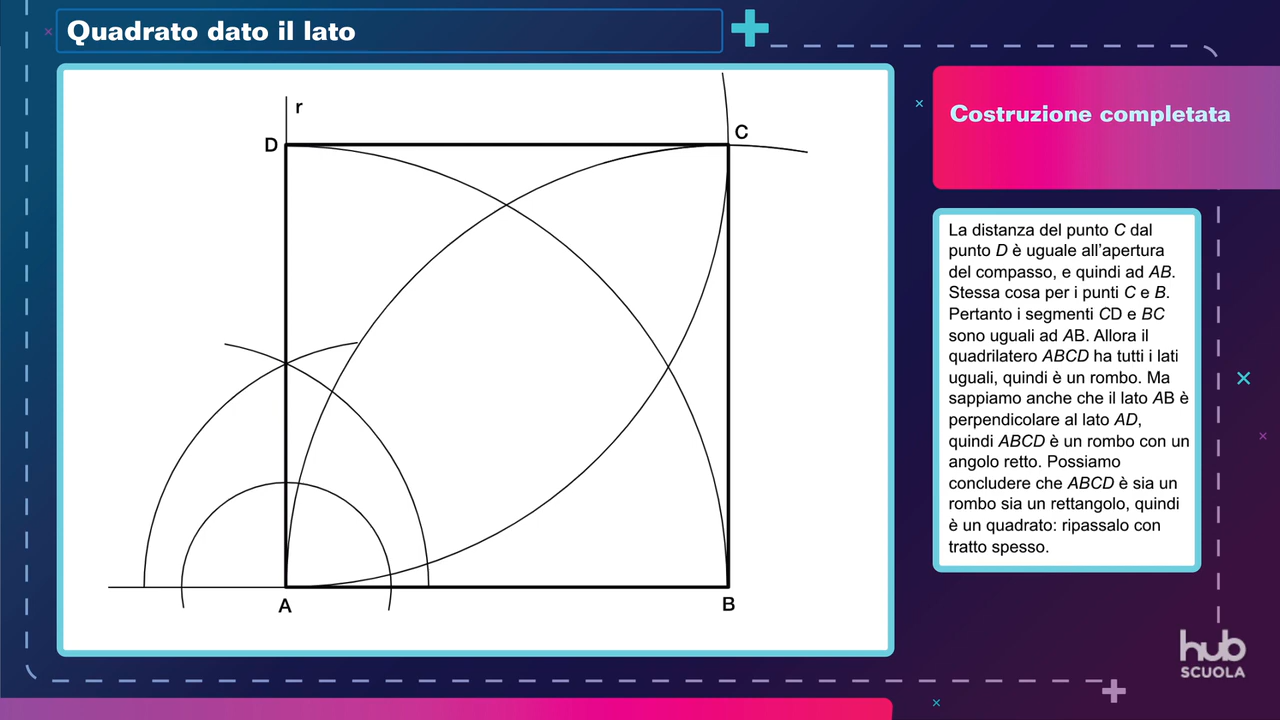 Quadrato dato il lato
r
D
C
A
B
Costruzione completata
La distanza del punto C dal
punto D è uguale all’apertura
del compasso, e quindi ad AB.
Stessa cosa per i punti C e B.
Pertanto i segmenti CD e BC
sono uguali ad AB. Allora il
quadrilatero ABCD ha tutti i lati
uguali, quindi è un rombo. Ma
sappiamo anche che il lato AB è
perpendicolare al lato AD,
quindi ABCD è un rombo con un
angolo retto. Possiamo
concludere che ABCD è sia un
rombo sia un rettangolo, quindi
è un quadrato: ripassalo con
tratto spesso.
hub
SCUOLA